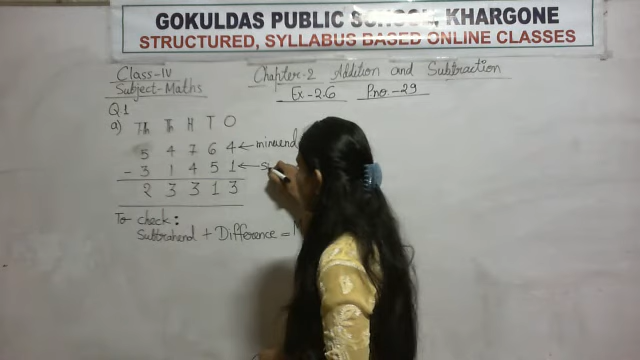 GOKULDAS PUBLIC SCHOOL, KHARGONE
STRUCTURED, SYLLABUS BASED ONLINE CLASSES
Class-IV
Chapter-2 Addition and Subtraction
Subject-Maths
Ex-2.6 Pno.-29
Q1
a) TTh Th H T O
5 4 7 6 4 ← minuend
- 3 1 4 5 1 ←
2 3 3 1 3
To check:
Subtrahend + Difference =